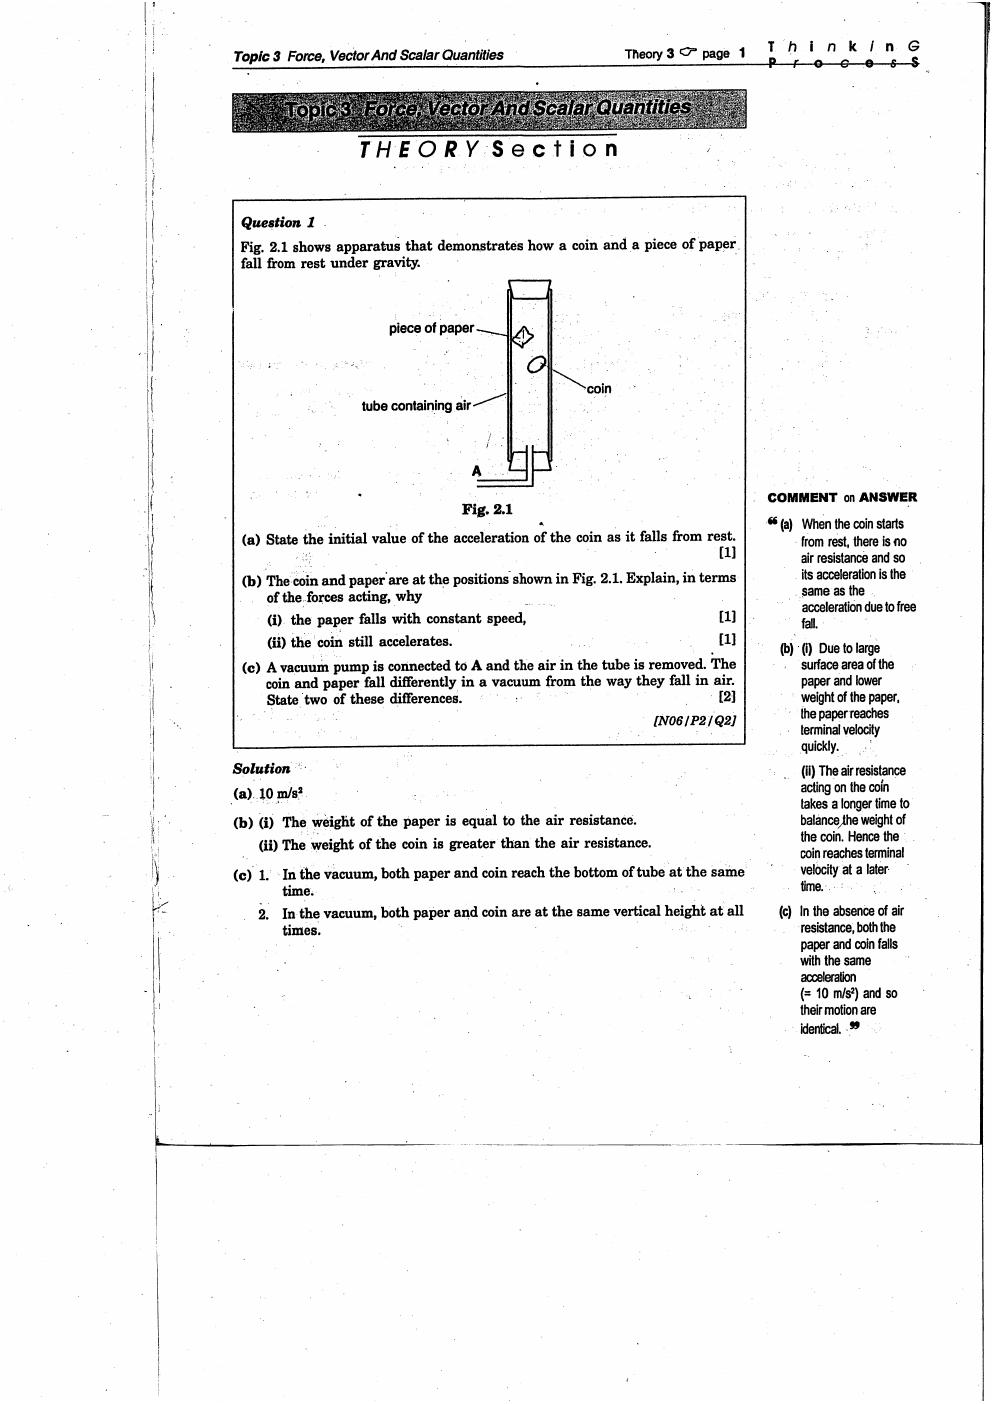 Topic 3 Force, Vector And Scalar Quantities
Theory 3 ☞ page 1
T h i n k i n G
P r o c e s S
Topic 3 Force, Vector And Scalar Quantities
THEORY Section
Question 1
Fig. 2.1 shows apparatus that demonstrates how a coin and a piece of paper
fall from rest under gravity.
piece of paper
coin
tube containing air
A
Fig. 2.1
(a) State the initial value of the acceleration of the coin as it falls from rest.
[1]
(b) The coin and paper are at the positions shown in Fig. 2.1. Explain, in terms
of the forces acting, why
(i) the paper falls with constant speed, [1]
(ii) the coin still accelerates. [1]
(c) A vacuum pump is connected to A and the air in the tube is removed. The
coin and paper fall differently in a vacuum from the way they fall in air.
State two of these differences. [2]
[N06/P2/Q2]
Solution
(a) 10 m/s²
(b) (i) The weight of the paper is equal to the air resistance.
(ii) The weight of the coin is greater than the air resistance.
(c) 1. In the vacuum, both paper and coin reach the bottom of tube at the same
time.
2. In the vacuum, both paper and coin are at the same vertical height at all
times.
COMMENT on ANSWER
❝ (a) When the coin starts
from rest, there is no
air resistance and so
its acceleration is the
same as the
acceleration due to free
fall.
(b) (i) Due to large
surface area of the
paper and lower
weight of the paper,
the paper reaches
terminal velocity
quickly.
(ii) The air resistance
acting on the coin
takes a longer time to
balance the weight of
the coin. Hence the
coin reaches terminal
velocity at a later
time.
(c) In the absence of air
resistance, both the
paper and coin falls
with the same
acceleration
(= 10 m/s²) and so
their motion are
identical. ❞